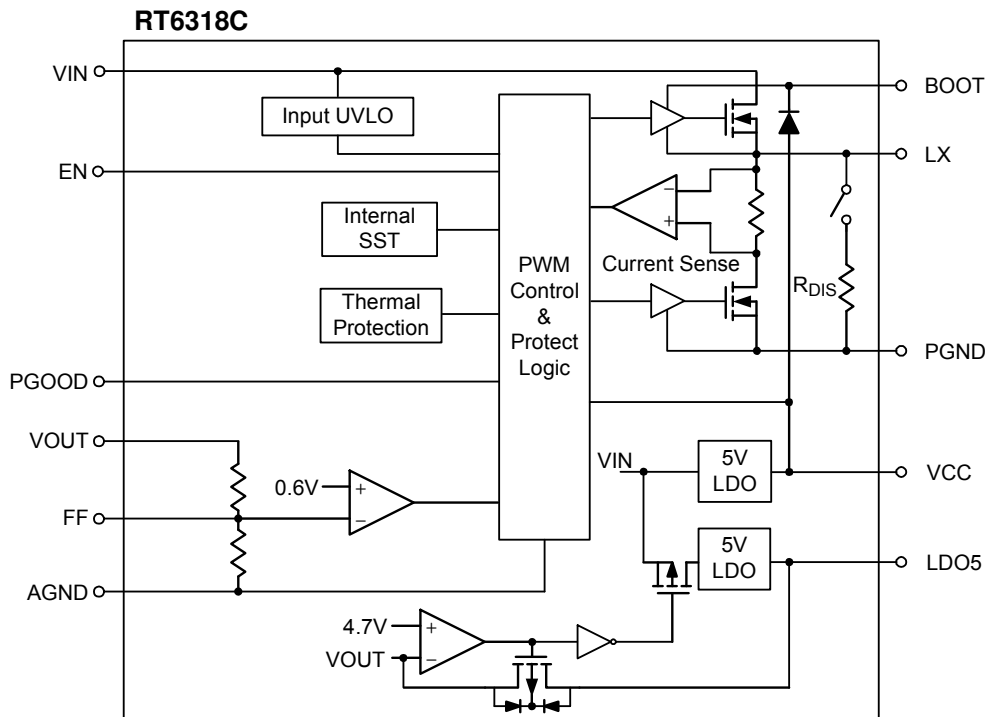 RT6318C
VIN
BOOT
Input UVLO
LX
EN
–
+
Internal
SST
Current Sense
RDIS
Thermal
Protection
PWM
Control
&
Protect
Logic
PGND
PGOOD
VOUT
VIN
5V
LDO
VCC
0.6V
+
–
FF
5V
LDO
LDO5
AGND
4.7V
+
VOUT
–